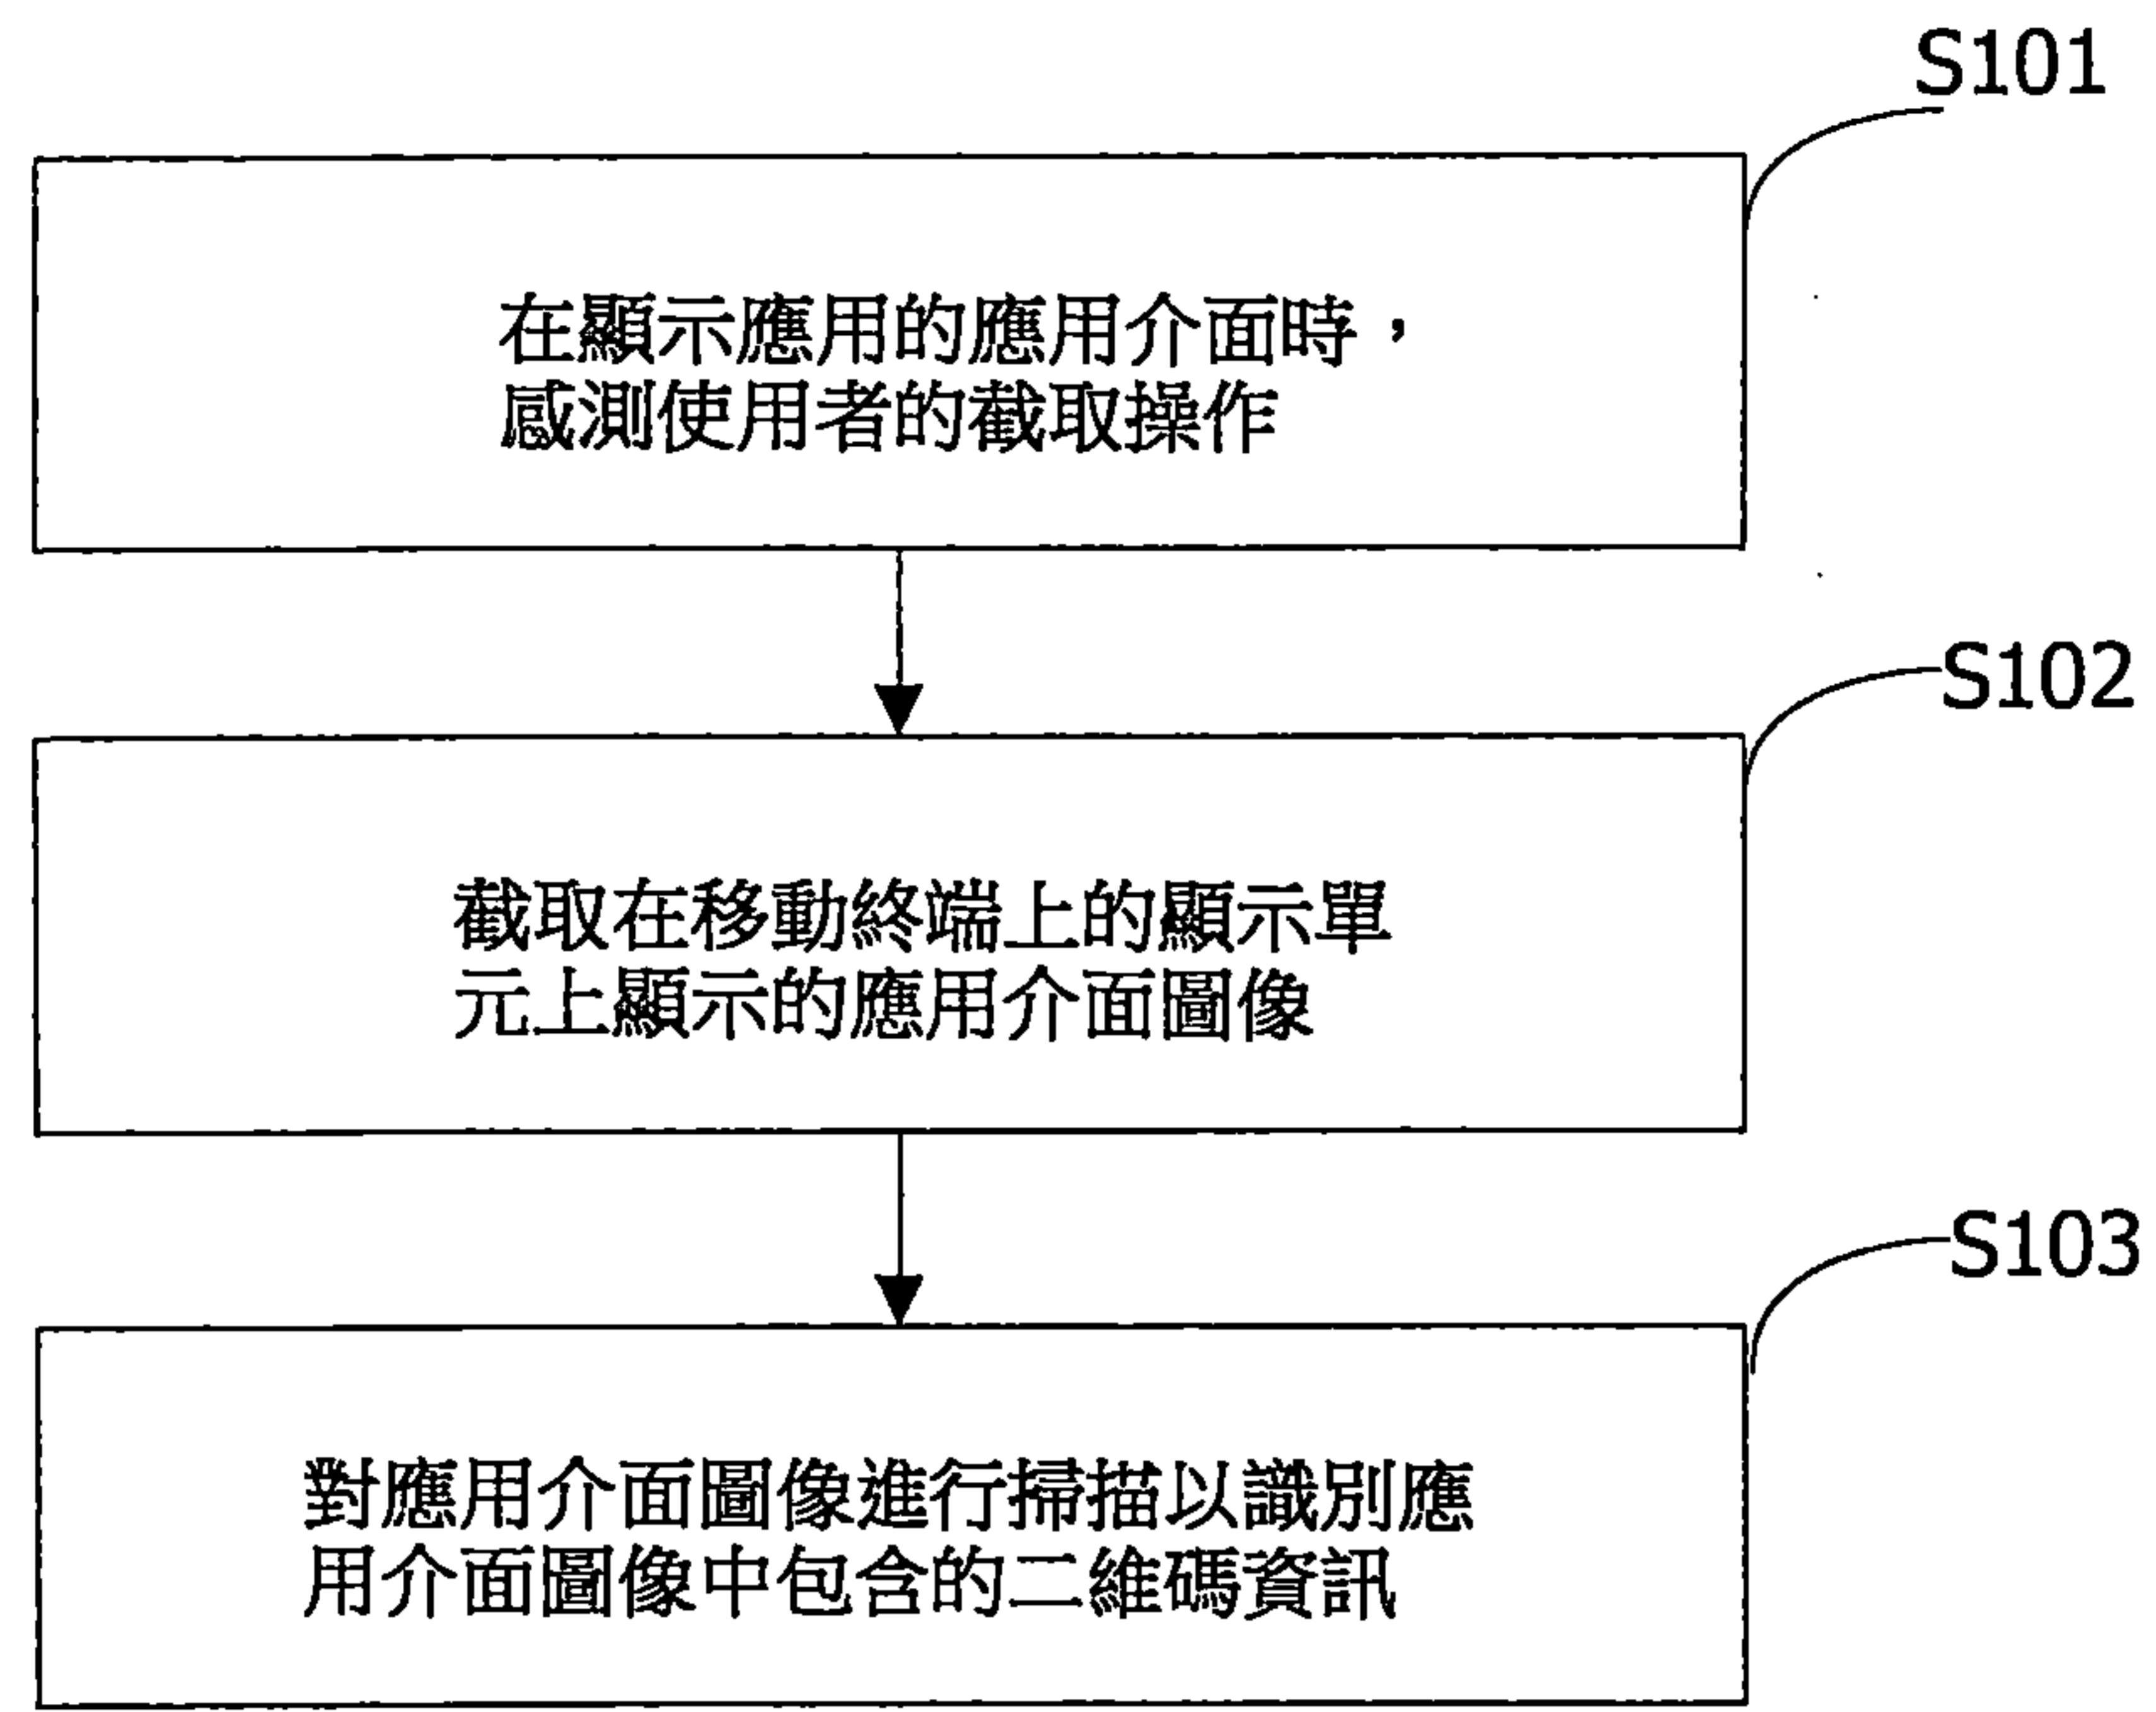 S101
在顯示應用的應用介面時，
感測使用者的截取操作
S102
截取在移動終端上的顯示單
元上顯示的應用介面圖像
S103
對應用介面圖像進行掃描以識別應
用介面圖像中包含的二維碼資訊